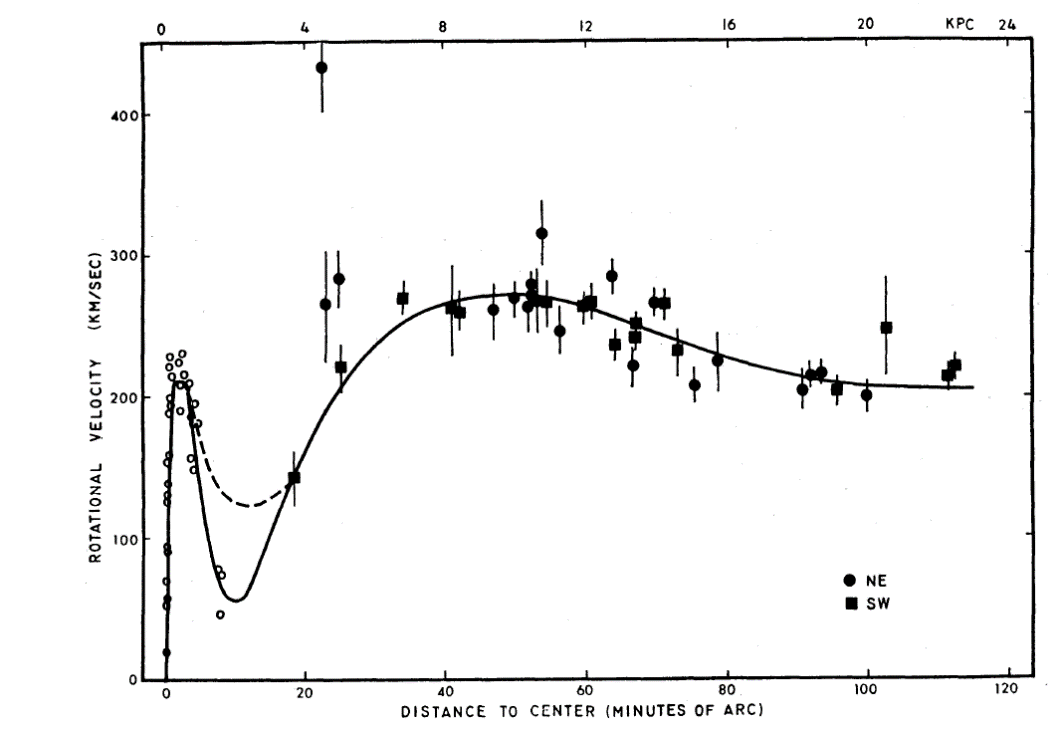 0 4 8 12 16 20 KPC 24
400
300
200
100
0
ROTATIONAL VELOCITY (KM/SEC)
NE
SW
0 20 40 60 80 100 120
DISTANCE TO CENTER (MINUTES OF ARC)